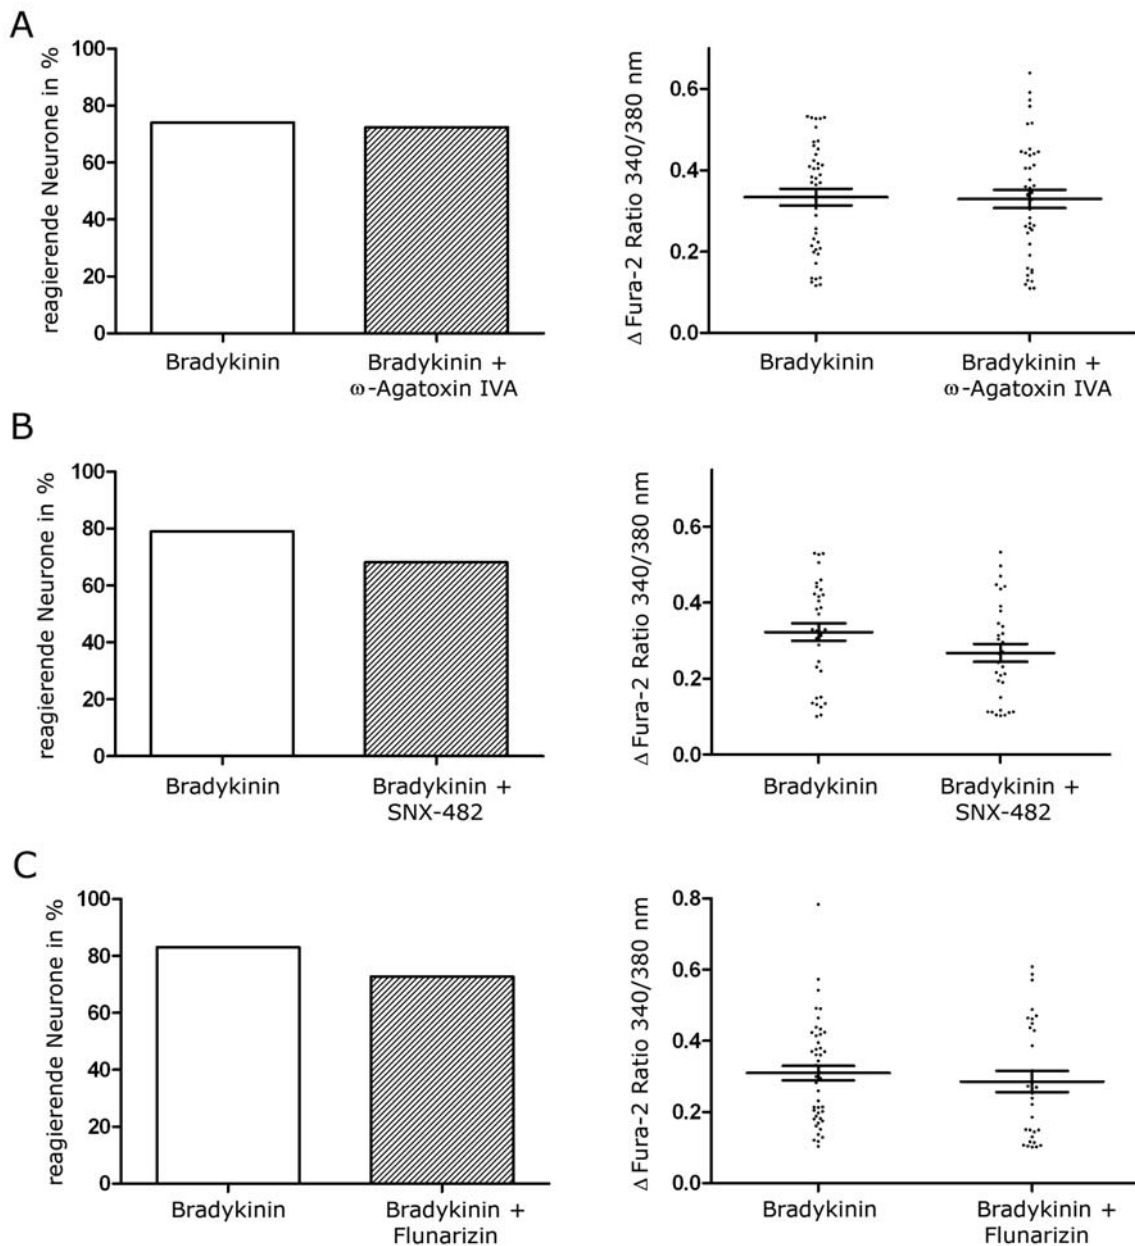 A
reagierende Neurone in %
100
80
60
40
20
0
Bradykinin
Bradykinin +
ω-Agatoxin IVA
Δ Fura-2 Ratio 340/380 nm
0.6
0.4
0.2
0.0
Bradykinin
Bradykinin +
ω-Agatoxin IVA
B
reagierende Neurone in %
100
80
60
40
20
0
Bradykinin
Bradykinin +
SNX-482
Δ Fura-2 Ratio 340/380 nm
0.6
0.4
0.2
0.0
Bradykinin
Bradykinin +
SNX-482
C
reagierende Neurone in %
100
80
60
40
20
0
Bradykinin
Bradykinin +
Flunarizin
Δ Fura-2 Ratio 340/380 nm
0.8
0.6
0.4
0.2
0.0
Bradykinin
Bradykinin +
Flunarizin